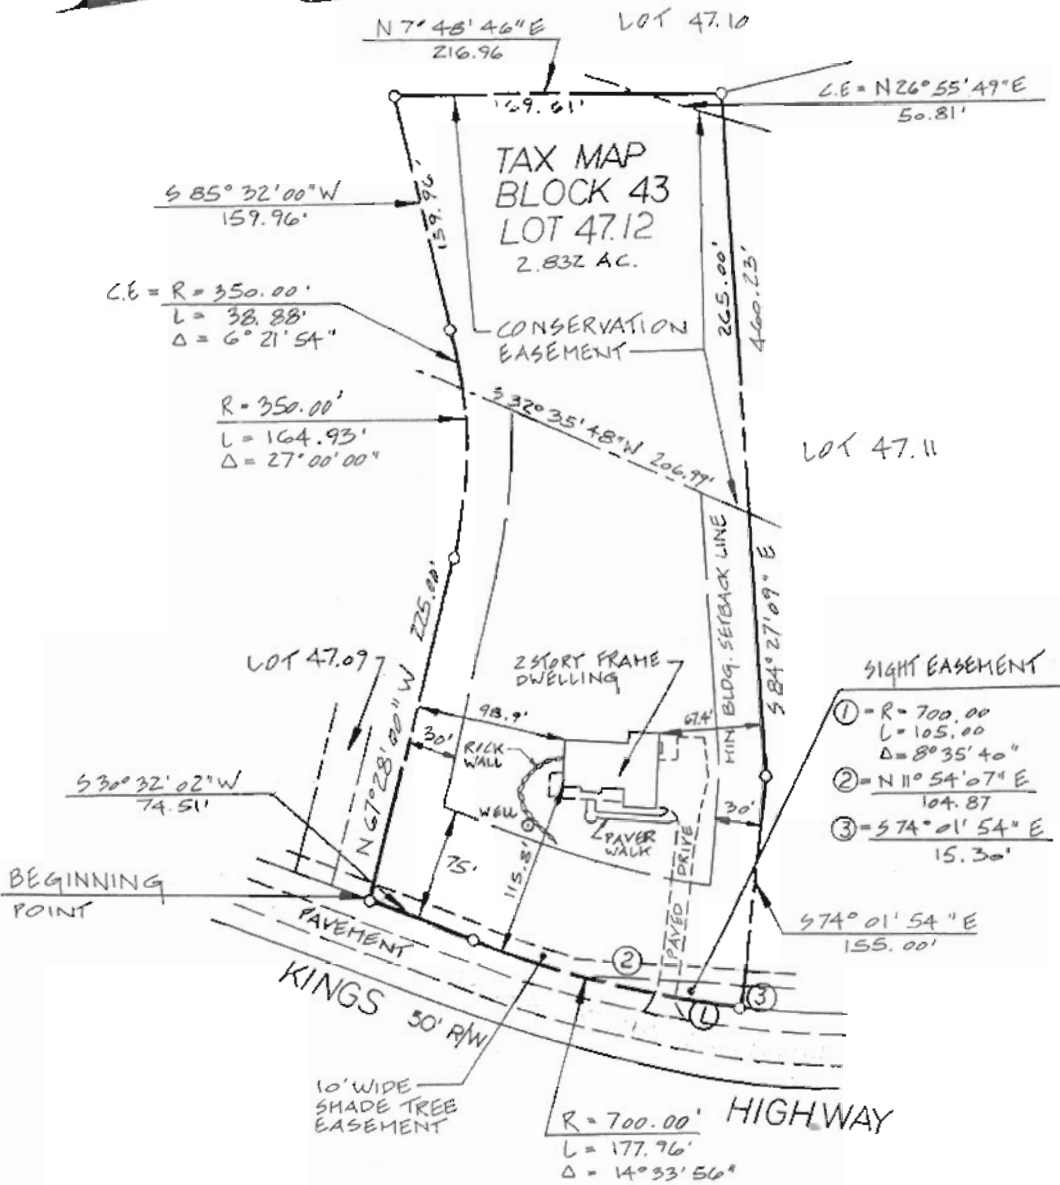 N 7° 48' 46" E
216.96
LOT 47.10
C.E = N 26° 55' 49" E
50.81'
169.61'
TAX MAP
BLOCK 43
LOT 47.12
2.832 AC.
S 85° 32' 00" W
159.96'
159.96'
C.E = R = 350.00'
L = 38.88'
Δ = 6° 21' 54"
CONSERVATION
EASEMENT
265.00'
460.23'
R = 350.00'
L = 164.93'
Δ = 27° 00' 00"
S 32° 35' 48" W 206.99'
LOT 47.11
MIN BLDG. SETBACK LINE
S 84° 27' 09" E
N 67° 28' 00" W 225.00'
LOT 47.09
2 STORY FRAME
DWELLING
SIGHT EASEMENT
① = R = 700.00
L = 105.00
Δ = 8° 35' 40"
② = N 11° 54' 07" E
104.87
③ = S 74° 01' 54" E
15.30'
98.9'
67.4'
30'
ROCK
WALL
S 30° 32' 02" W
74.51'
WELL
PAVER
WALK
30'
75'
115.8'
PAVED DRIVE
BEGINNING
POINT
S 74° 01' 54" E
155.00'
PAVEMENT
②
③
①
KINGS
50' R/W
HIGHWAY
10' WIDE
SHADE TREE
EASEMENT
R = 700.00'
L = 177.96'
Δ = 14° 33' 56"